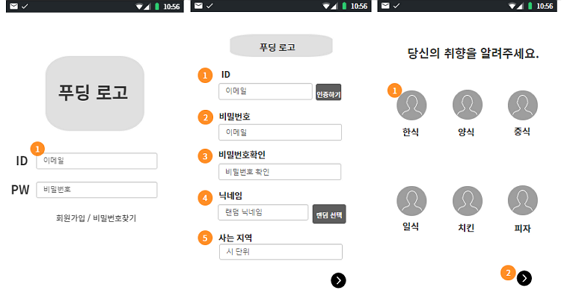 10:56
푸딩 로고
1
ID
이메일
PW
비밀번호
회원가입 / 비밀번호찾기
10:56
푸딩 로고
1 ID
이메일
인증하기
2 비밀번호
이메일
3 비밀번호확인
비밀번호 확인
4 닉네임
랜덤 닉네임
랜덤 선택
5 사는 지역
시 단위
10:56
당신의 취향을 알려주세요.
1
한식 양식 중식
일식 치킨 피자
2